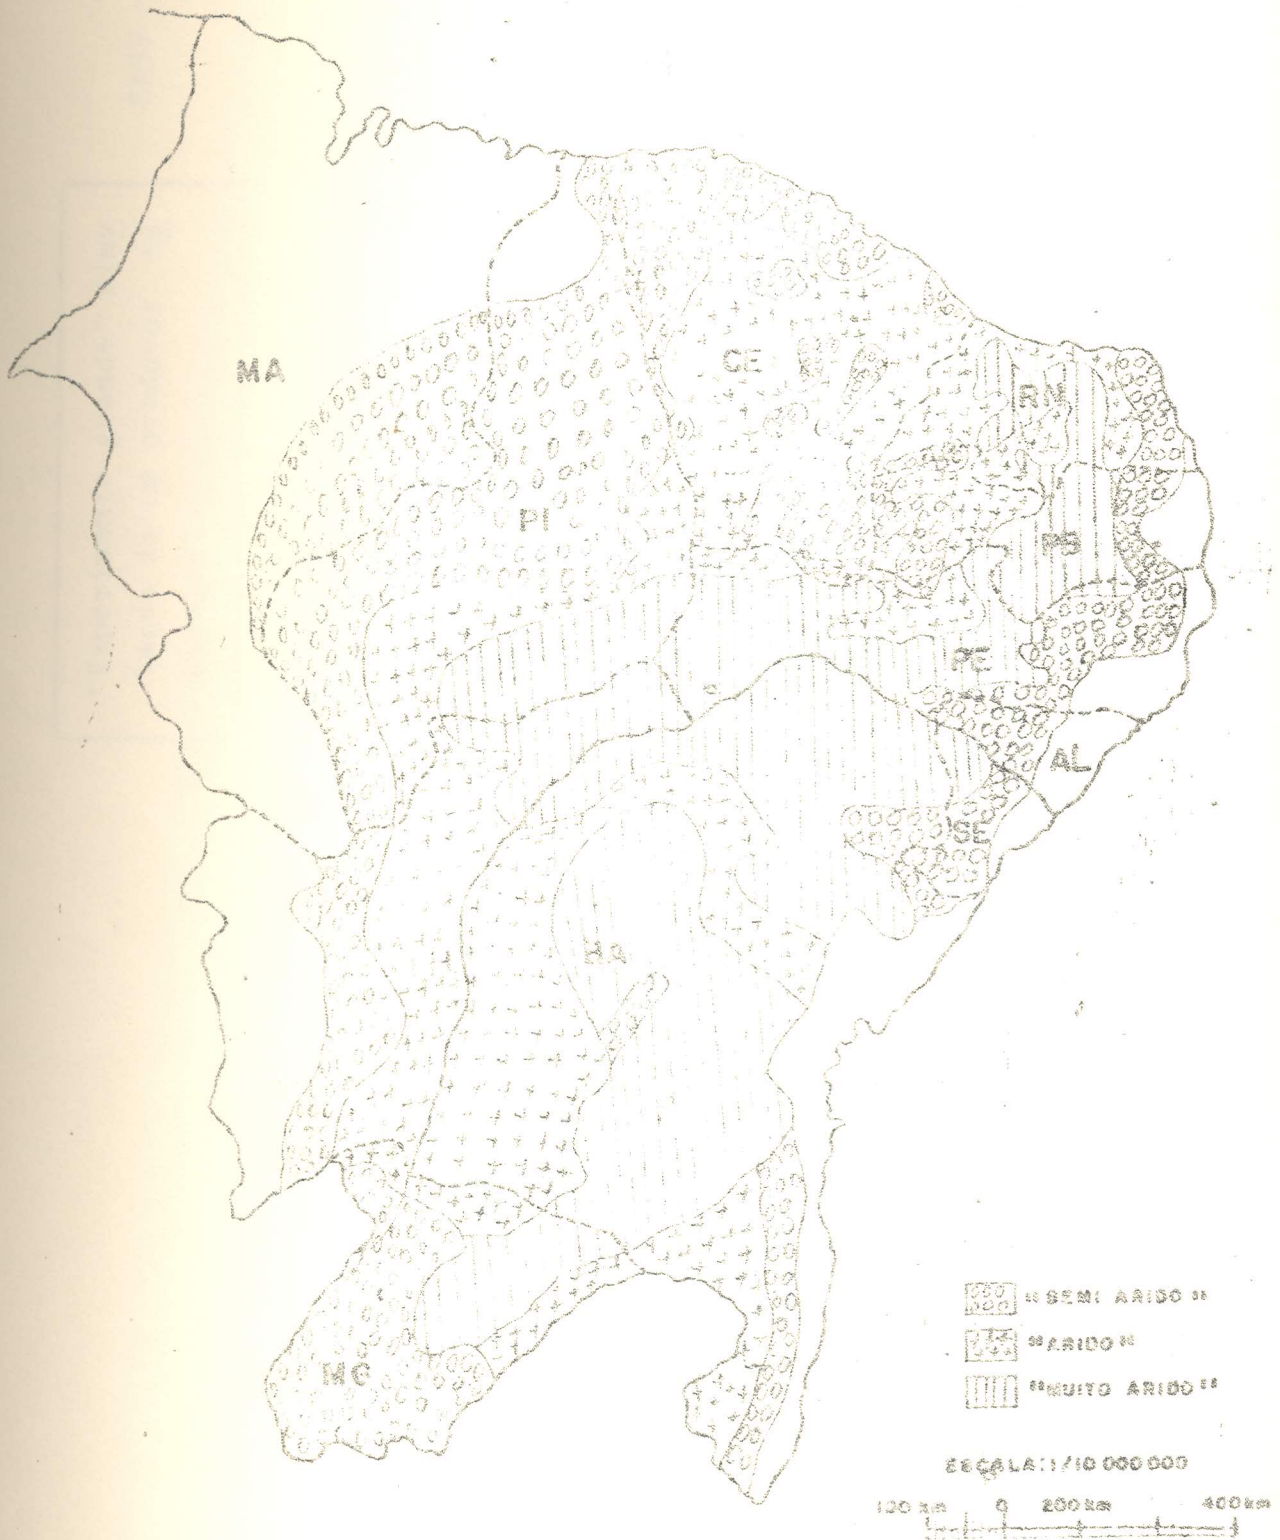 MA
CE
RN
PI
PB
PE
AL
SE
BA
MG
"SEMI ARIDO"
"ARIDO"
"MUITO ARIDO"
ESCALA:1/10 000 000
100 km 0 200 km 400 km